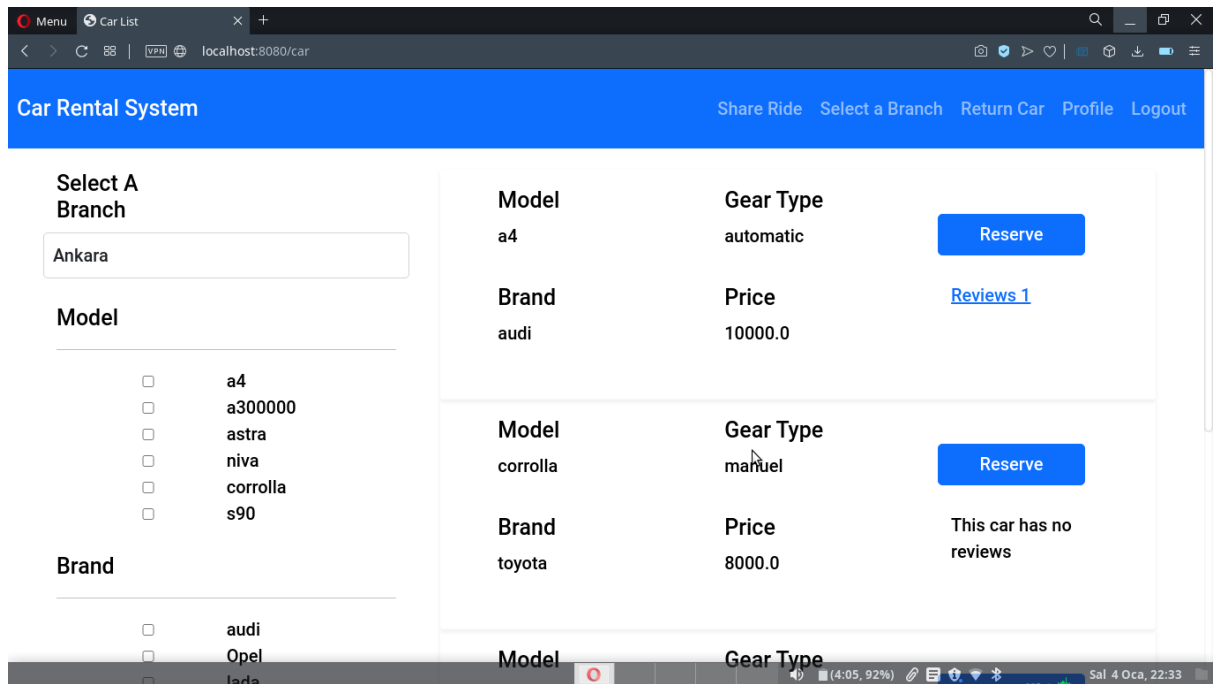 Menu
Car List
VPN
localhost:8080/car
Car Rental System
Share Ride Select a Branch Return Car Profile Logout
Select A
Branch
Ankara
Model
a4
a300000
astra
niva
corrolla
s90
Brand
audi
Opel
lada
Model Gear Type
a4 automatic
Reserve
Brand Price
Reviews 1
audi 10000.0
Model Gear Type
corrolla manuel
Reserve
Brand Price
This car has no
reviews
toyota 8000.0
Model Gear Type
(4:05, 92%)
Sal 4 Oca, 22:33